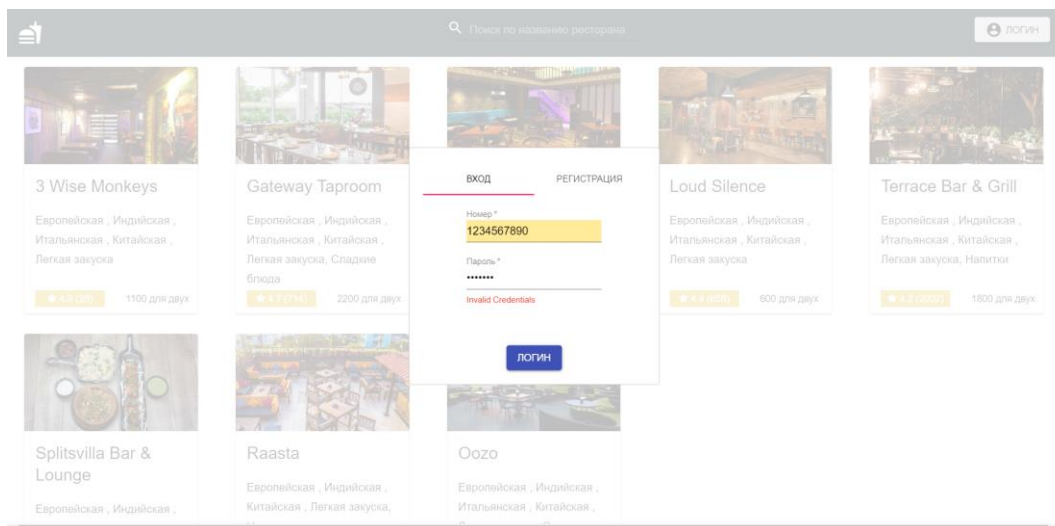 Поиск по названию ресторана
ЛОГИН
3 Wise Monkeys
Европейская , Индийская ,
Итальянская , Китайская ,
Легкая закуска
1100 для двух
Gateway Taproom
Европейская , Индийская ,
Итальянская , Китайская ,
Легкая закуска, Сладкие
блюда
4.7 (714)
2200 для двух
ВХОД
РЕГИСТРАЦИЯ
Номер *
1234567890
Пароль *
•••••••
Invalid Credentials
ЛОГИН
Loud Silence
Европейская , Индийская ,
Итальянская , Китайская ,
Легкая закуска
600 для двух
Terrace Bar & Grill
Европейская , Индийская ,
Итальянская , Китайская ,
Легкая закуска, Напитки
1800 для двух
Splitsvilla Bar &
Lounge
Европейская , Индийская ,
Raasta
Европейская , Индийская ,
Китайская , Легкая закуска,
Oozo
Европейская , Индийская ,
Итальянская , Китайская ,